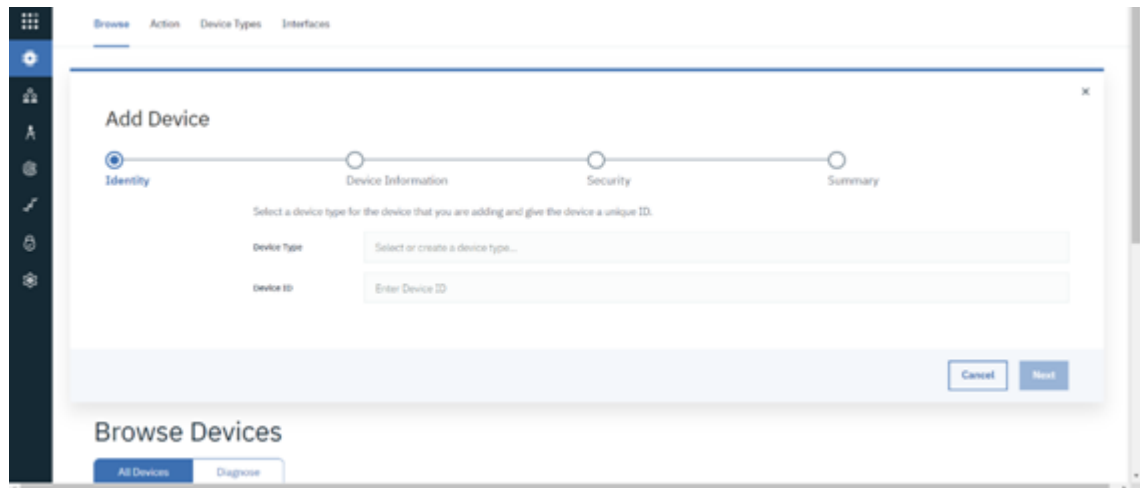 Browse Action Device Types Interfaces
Add Device
Identity Device Information Security Summary
Select a device type for the device that you are adding and give the device a unique ID.
Device Type Select or create a device type...
Device ID Enter Device ID
Cancel Next
Browse Devices
All Devices Diagnose